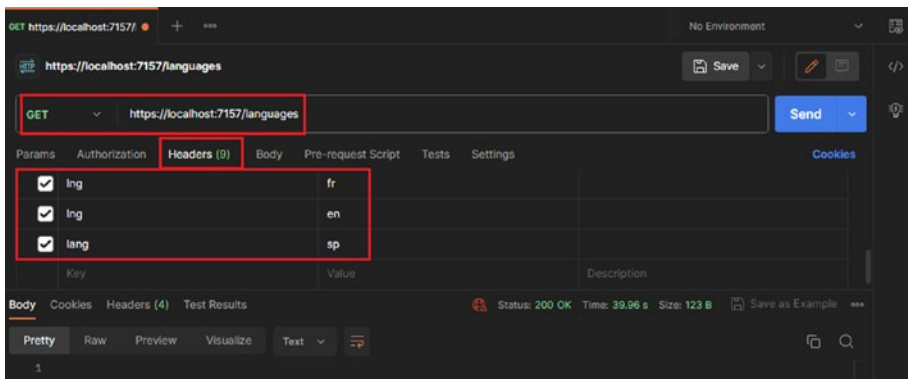 GET https://localhost:7157/l
No Environment
HTTP https://localhost:7157/languages
Save
GET https://localhost:7157/languages
Send
Params Authorization Headers (9) Body Pre-request Script Tests Settings Cookies
lng fr
lng en
lang sp
Key Value Description
Body Cookies Headers (4) Test Results Status: 200 OK Time: 39.96 s Size: 123 B Save as Example
Pretty Raw Preview Visualize Text
1